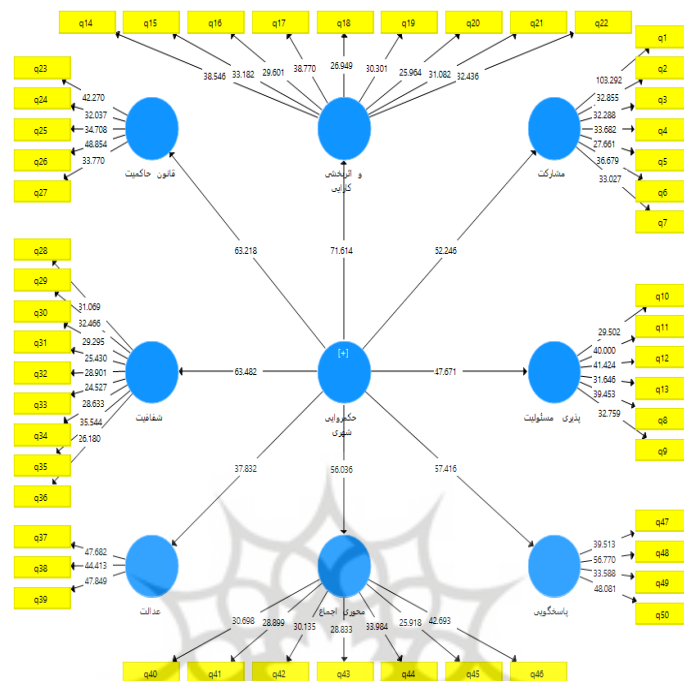 q14 q15 q16 q17 q18 q19 q20 q21 q22
38.546 33.182 29.601 38.770 26.949 30.301 25.964 31.082 32.436
q23
q24
q25
q26
q27
42.270
32.037
34.708
48.854
33.770
قانون حاکمیت
و اثربخشی
کارایی
q1
q2
q3
q4
q5
q6
q7
103.292
32.855
32.288
33.682
27.661
36.679
33.027
مشارکت
63.218
71.614
52.246
q28
q29
q30
q31
q32
q33
q34
q35
q36
31.069
32.466
29.295
25.430
28.901
24.527
28.633
35.544
26.180
شفافیت
63.482
[+]
حکمروایی
شهری
47.671
q10
q11
q12
q13
q8
q9
29.502
40.000
41.424
31.646
39.453
32.759
پذیری مسئولیت
37.832
56.036
57.416
q37
q38
q39
47.682
44.413
47.849
عدالت
محوری اجماع
q47
q48
q49
q50
39.513
56.770
33.588
48.081
پاسخگویی
30.698 28.899 30.135 28.833 33.984 25.918 42.693
q40 q41 q42 q43 q44 q45 q46